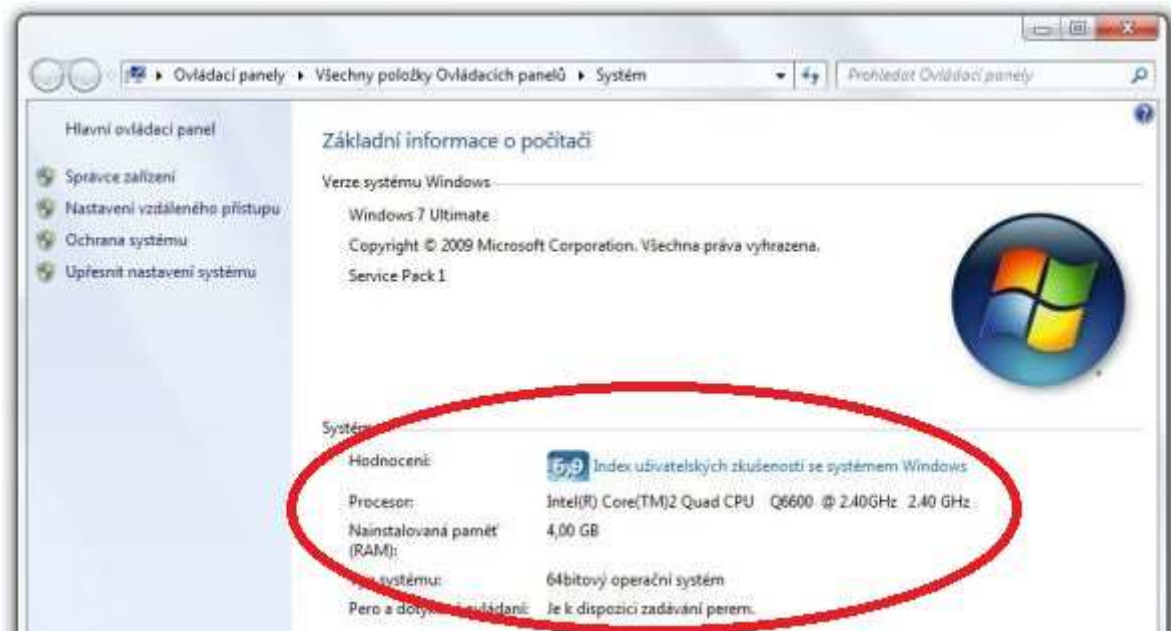 Ovládací panely ▸ Všechny položky Ovládacích panelů ▸ Systém
Prohledat Ovládací panely
Hlavní ovládací panel
Správce zařízení
Nastavení vzdáleného přístupu
Ochrana systému
Upřesnit nastavení systému
Základní informace o počítači
Verze systému Windows
Windows 7 Ultimate
Copyright © 2009 Microsoft Corporation. Všechna práva vyhrazena.
Service Pack 1
Systém
Hodnocení: Index uživatelských zkušeností se systémem Windows
Procesor: Intel(R) Core(TM)2 Quad CPU Q6600 @ 2.40GHz 2.40 GHz
Nainstalovaná paměť 4,00 GB
(RAM):
systému: 64bitový operační systém
Pero a ovládání: Je k dispozici zadávání perem.